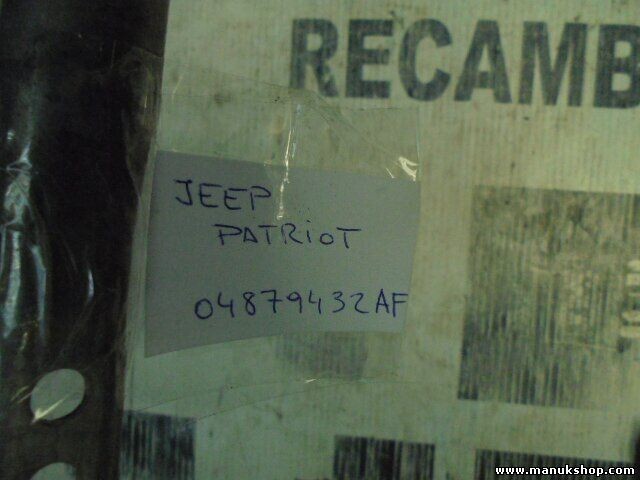 RECAMB
JEEP
PATRIOT
04879432AF
www.manukshop.com